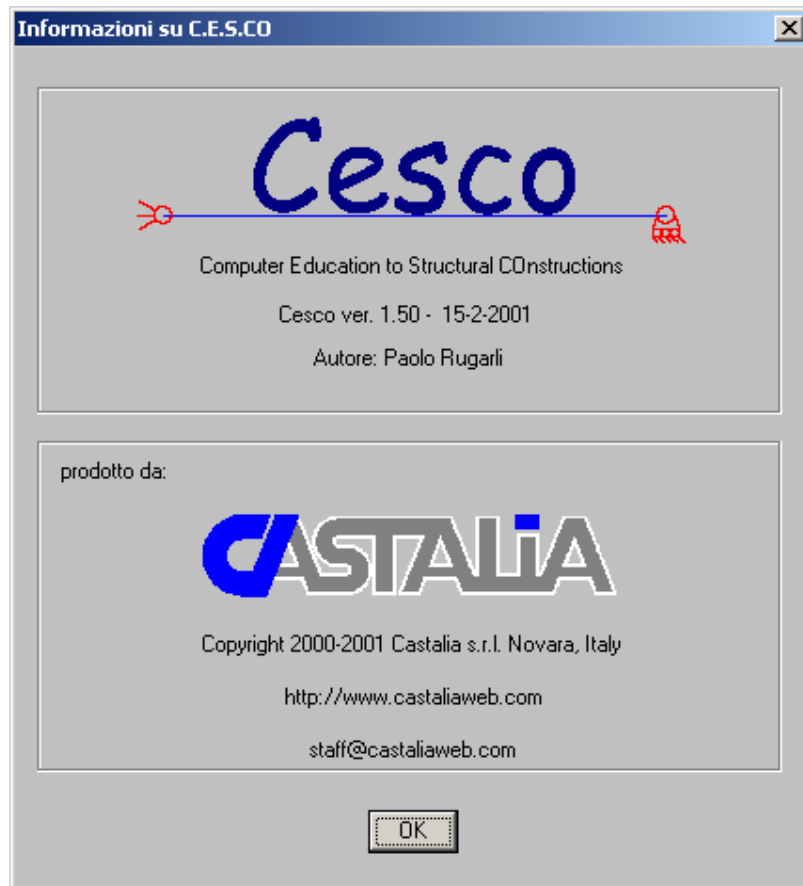 Informazioni su C.E.S.CO
Cesco
Computer Education to Structural COnstructions
Cesco ver. 1.50 - 15-2-2001
Autore: Paolo Rugarli
prodotto da:
CASTALiA
Copyright 2000-2001 Castalia s.r.l. Novara, Italy
http://www.castaliaweb.com
staff@castaliaweb.com
OK